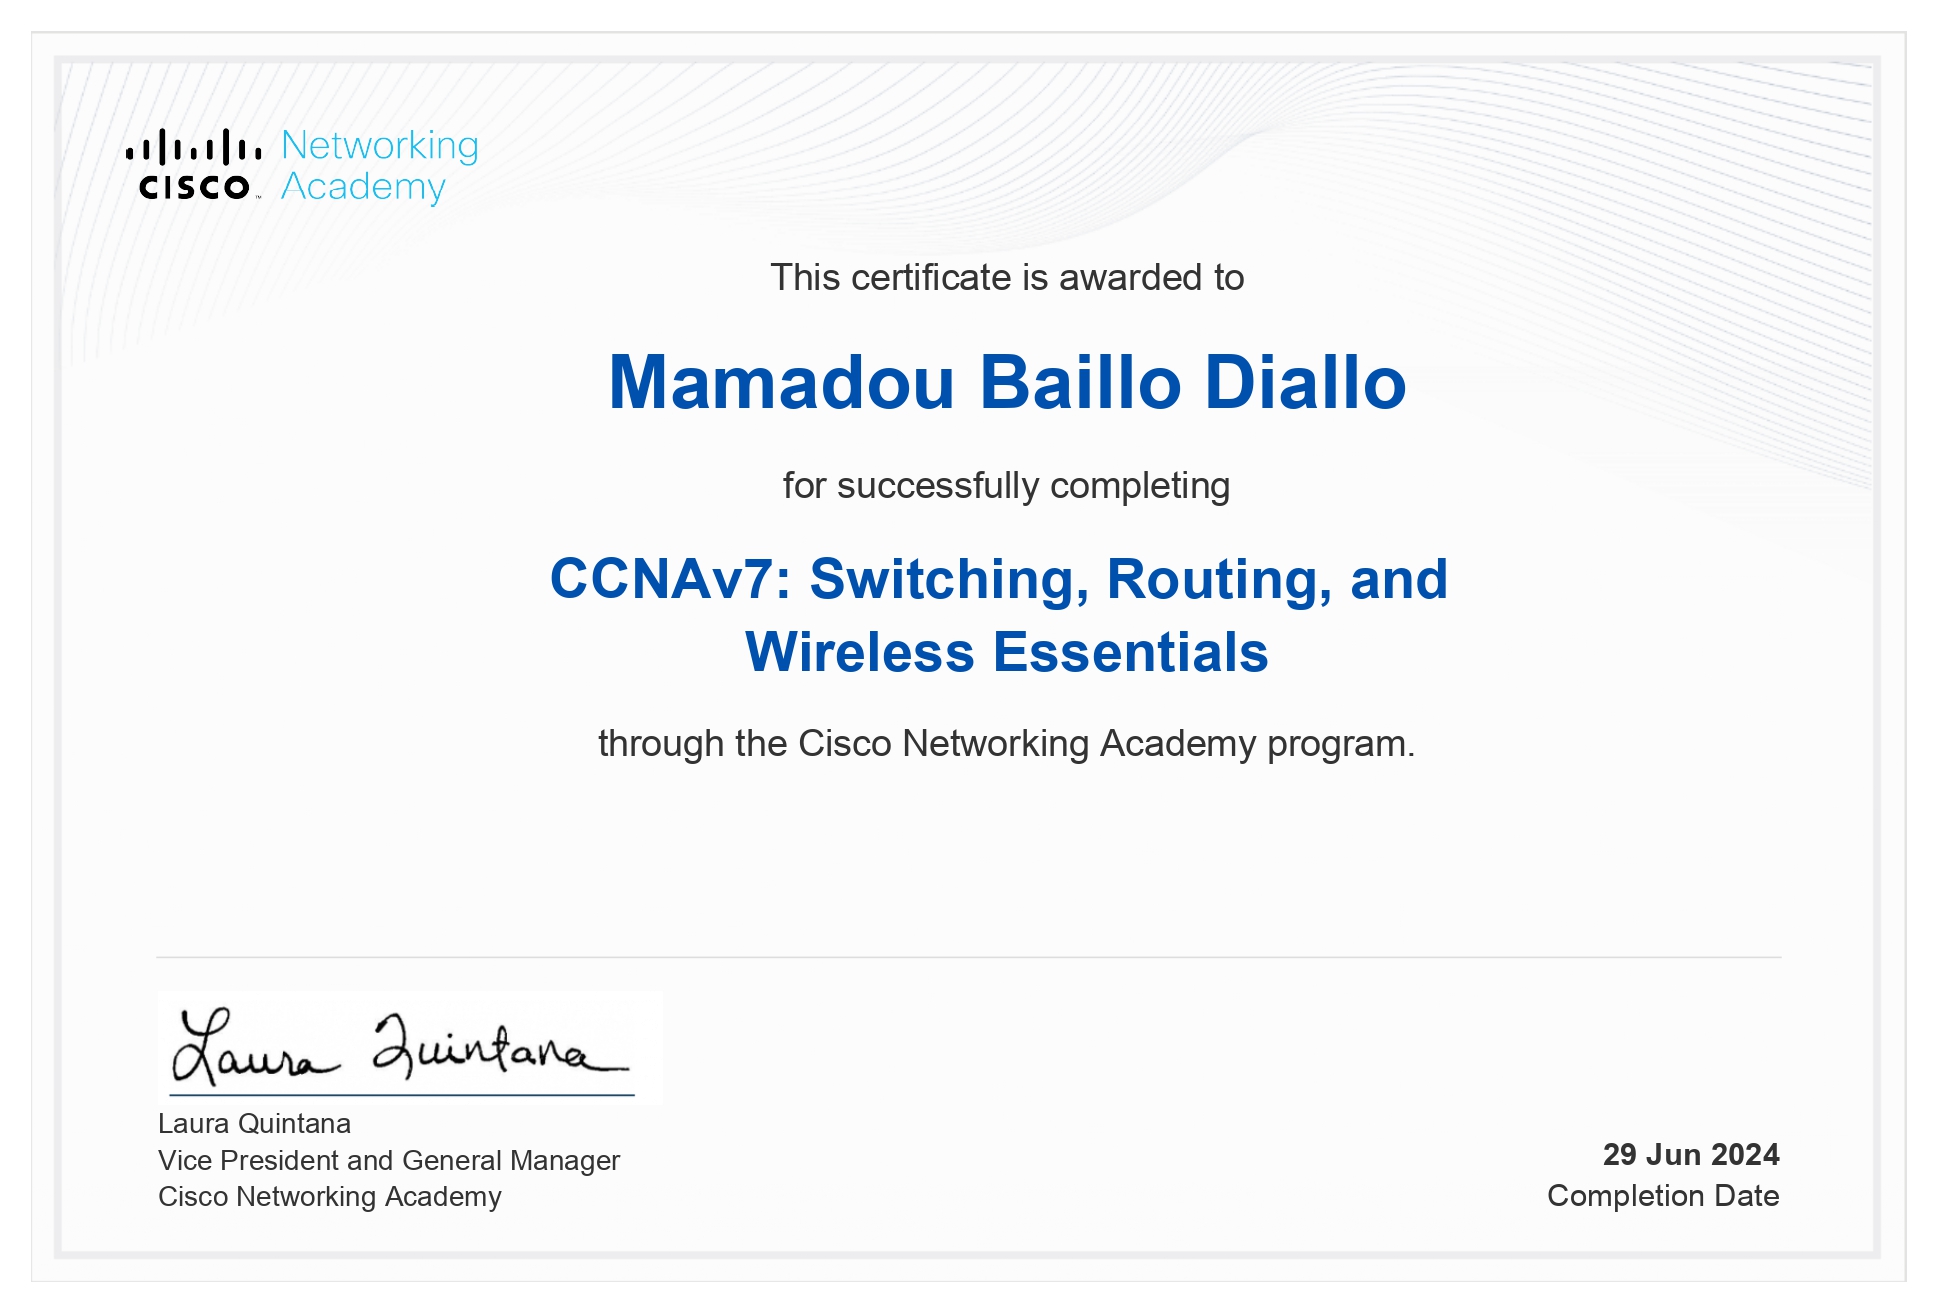 Networking
Academy
CISCO
This certificate is awarded to
Mamadou Baillo Diallo
for successfully completing
CCNAv7: Switching, Routing, and
Wireless Essentials
through the Cisco Networking Academy program.
Laura Quintana
Laura Quintana
Vice President and General Manager
Cisco Networking Academy
29 Jun 2024
Completion Date